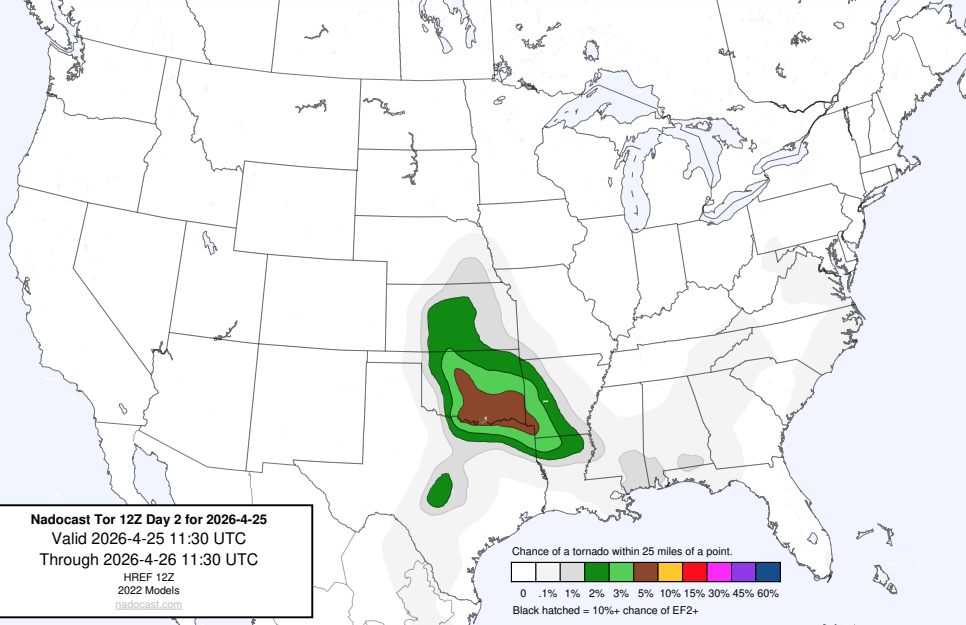 Nadocast Tor 12Z Day 2 for 2026-4-25
Valid 2026-4-25 11:30 UTC
Through 2026-4-26 11:30 UTC
HREF 12Z
2022 Models
nadocast.com
Chance of a tornado within 25 miles of a point.
0 .1% 1% 2% 3% 5% 10% 15% 30% 45% 60%
Black hatched = 10%+ chance of EF2+